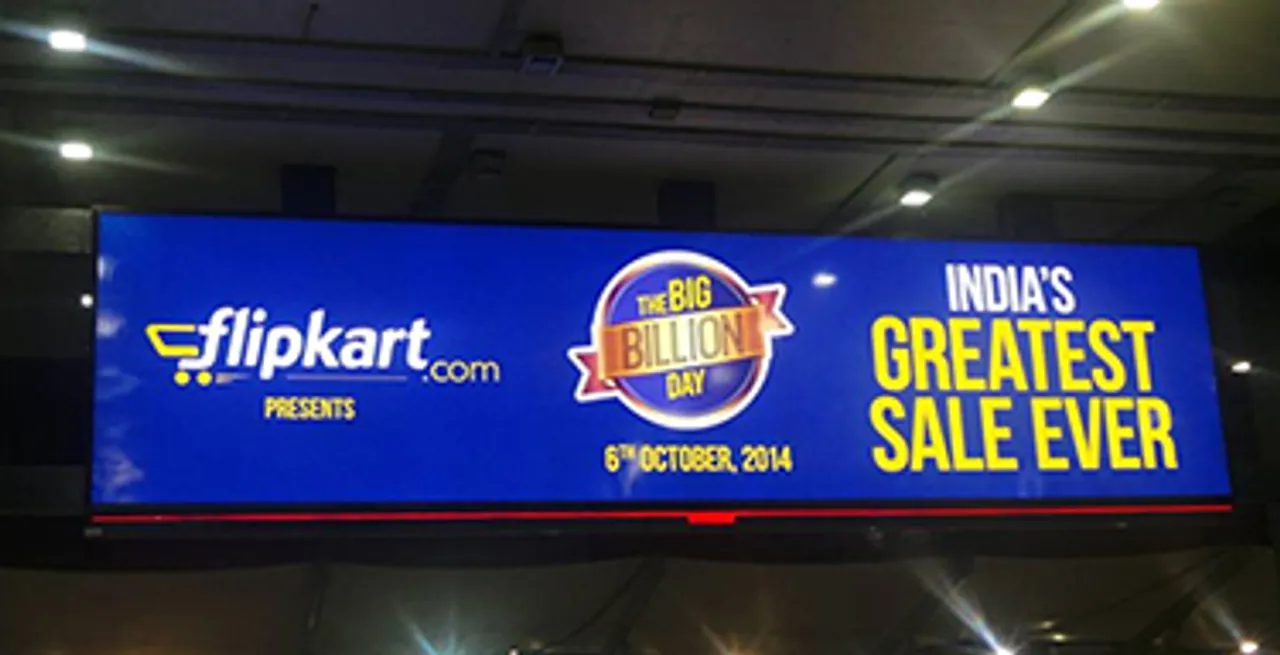 flipkart.com
PRESENTS
THE BIG
BILLION
DAY
6TH OCTOBER, 2014
INDIA'S
GREATEST
SALE EVER